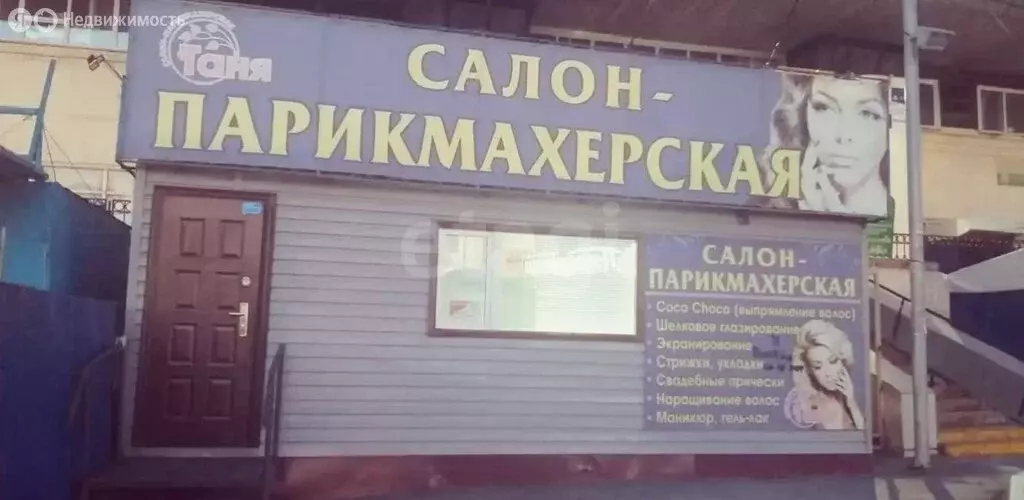 Недвижимость
Таня
САЛОН-
ПАРИКМАХЕРСКАЯ
САЛОН-
ПАРИКМАХЕРСКАЯ
• Coco Choco (выпрямление волос)
• Шелковое глазирование
• Экранирование
• Стрижки, укладки
• Свадебные прически
• Наращивание волос
• Маникюр, гель-лак